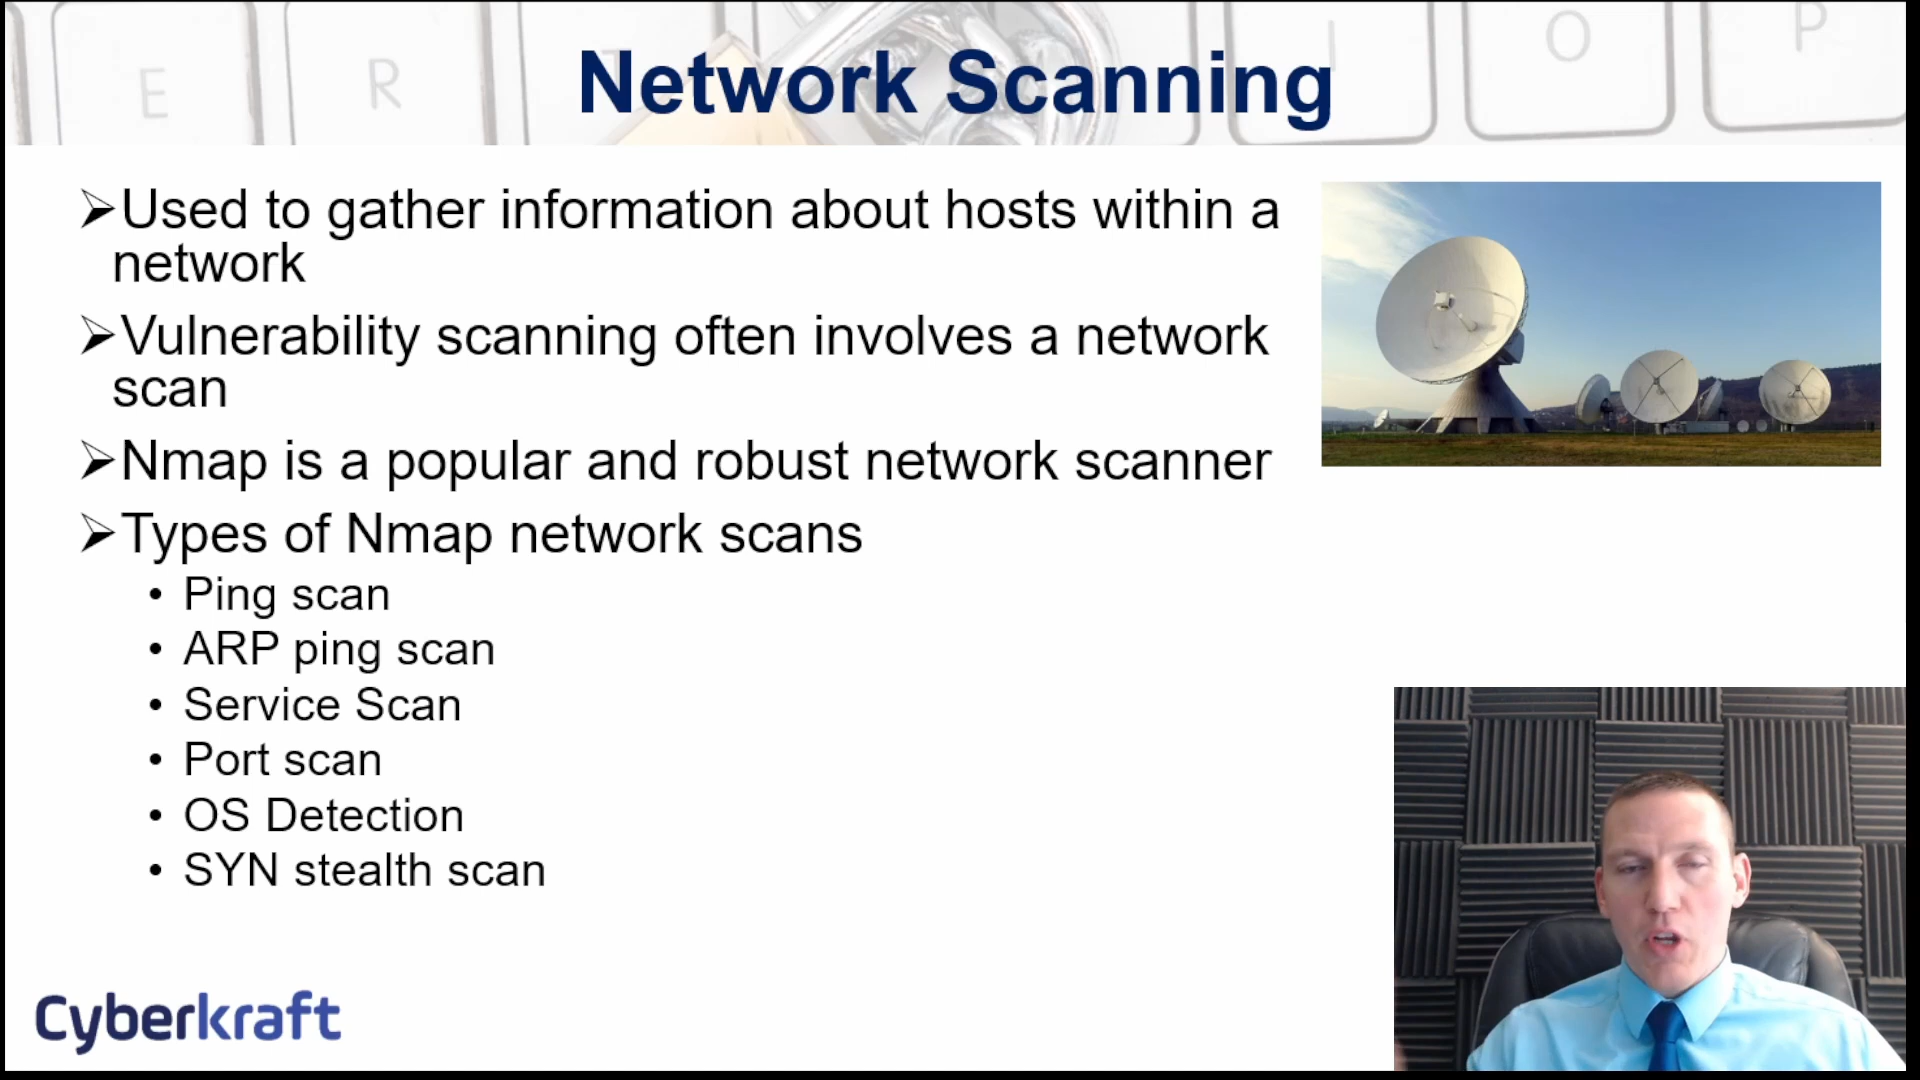 E R I O P
Network Scanning
➢Used to gather information about hosts within a
network
➢Vulnerability scanning often involves a network
scan
➢Nmap is a popular and robust network scanner
➢Types of Nmap network scans
• Ping scan
• ARP ping scan
• Service Scan
• Port scan
• OS Detection
• SYN stealth scan
Cyberkraft